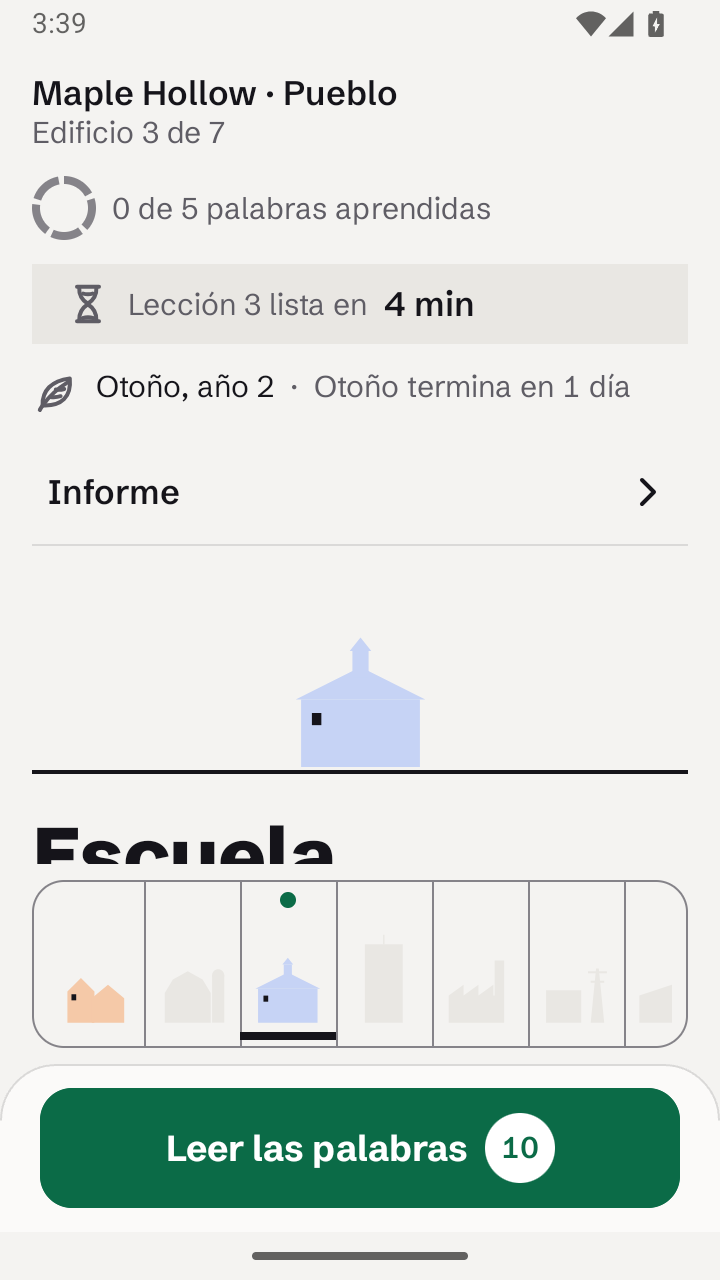 3:39
Maple Hollow · Pueblo
Edificio 3 de 7
0 de 5 palabras aprendidas
Lección 3 lista en 4 min
Otoño, año 2 · Otoño termina en 1 día
Informe
Escuela
Leer las palabras 10